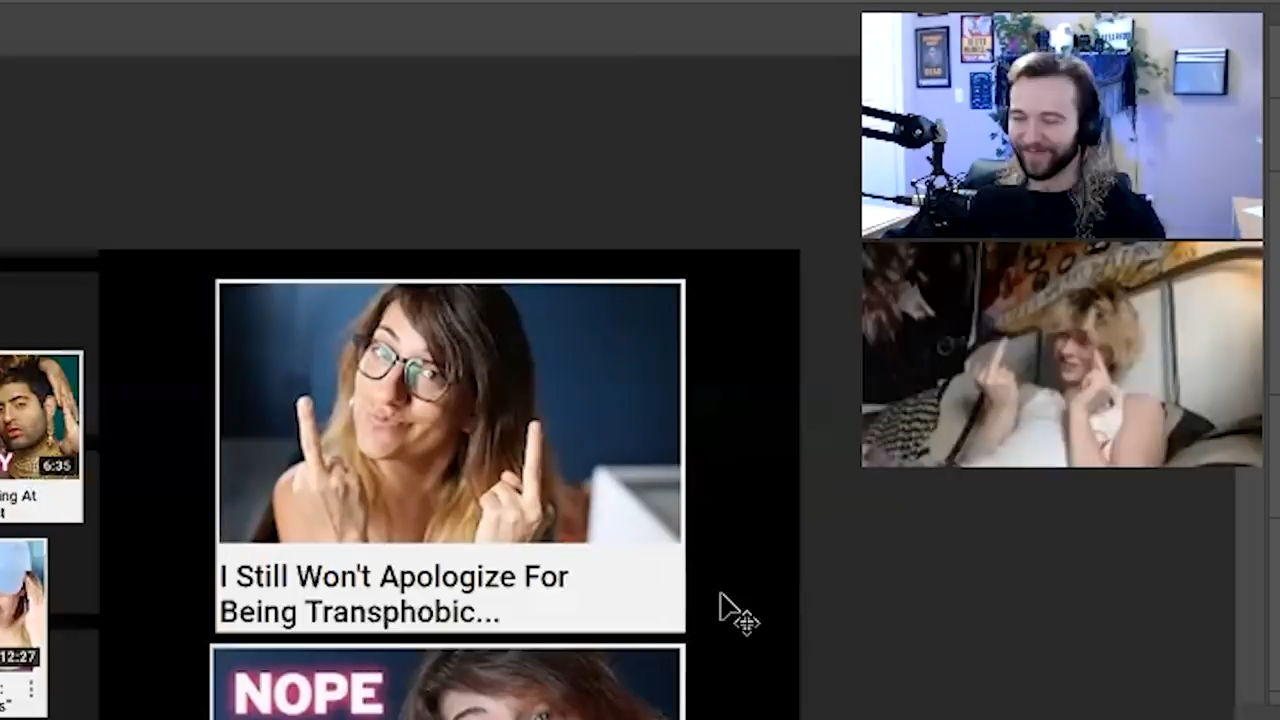 6:35
ing At
t
12:27
s"
I Still Won't Apologize For
Being Transphobic...
NOPE